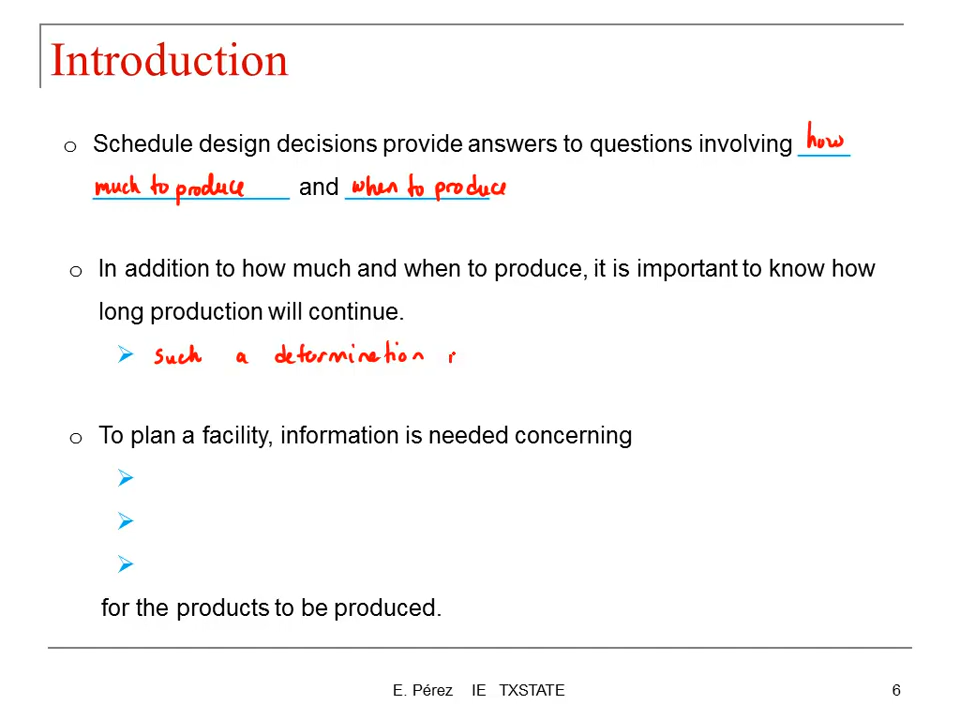 Introduction
o Schedule design decisions provide answers to questions involving how
much to produce and when to produce
o In addition to how much and when to produce, it is important to know how
long production will continue.
➤ such a determination
o To plan a facility, information is needed concerning
➤
➤
➤
for the products to be produced.
E. Pérez IE TXSTATE 6